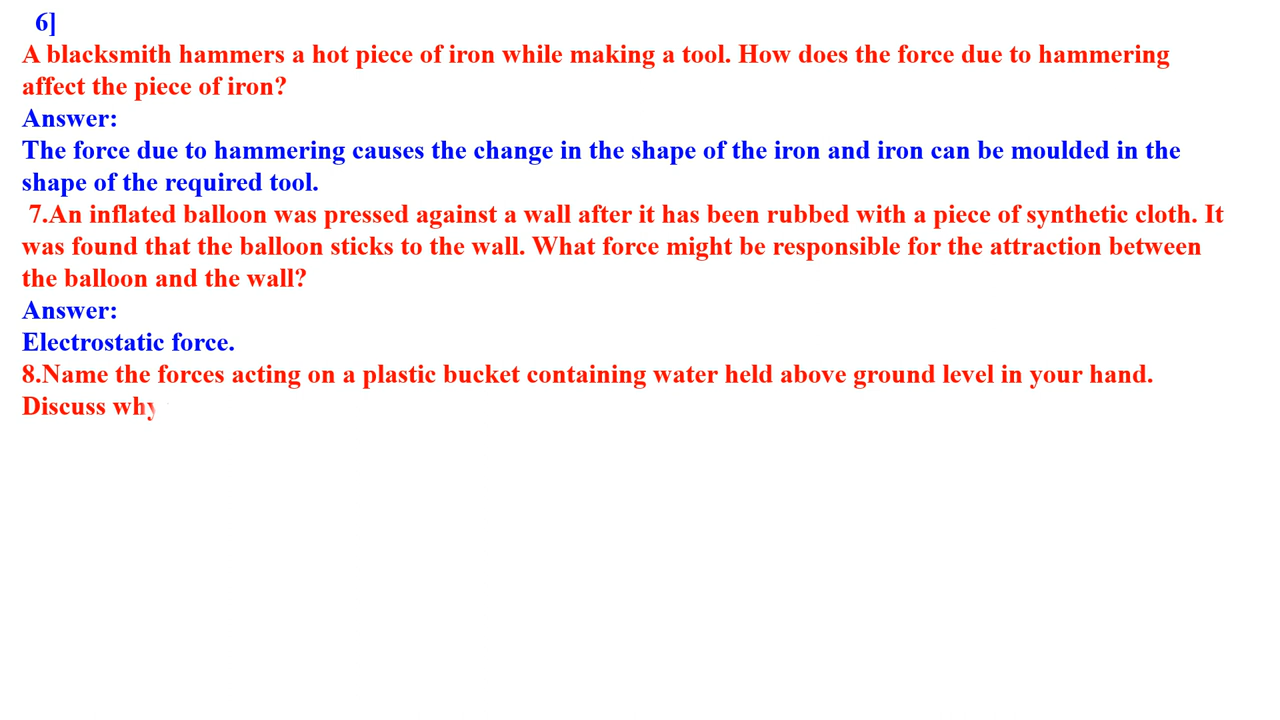 6]
A blacksmith hammers a hot piece of iron while making a tool. How does the force due to hammering
affect the piece of iron?
Answer:
The force due to hammering causes the change in the shape of the iron and iron can be moulded in the
shape of the required tool.
7.An inflated balloon was pressed against a wall after it has been rubbed with a piece of synthetic cloth. It
was found that the balloon sticks to the wall. What force might be responsible for the attraction between
the balloon and the wall?
Answer:
Electrostatic force.
8.Name the forces acting on a plastic bucket containing water held above ground level in your hand.
Discuss why